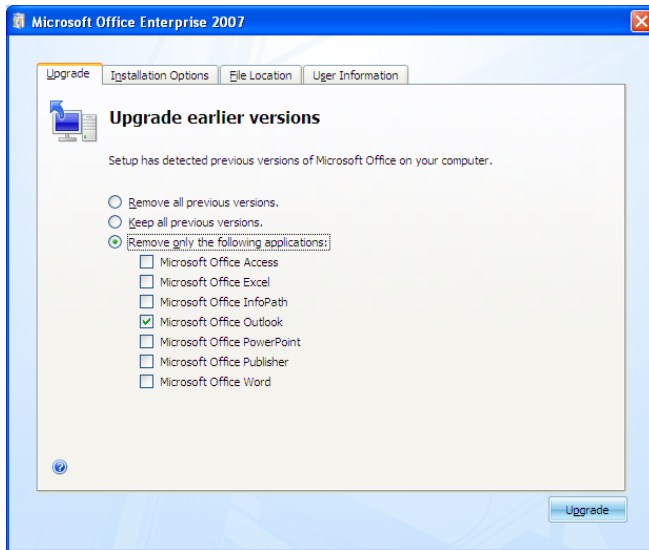 Microsoft Office Enterprise 2007
Upgrade Installation Options File Location User Information
Upgrade earlier versions
Setup has detected previous versions of Microsoft Office on your computer.
Remove all previous versions.
Keep all previous versions.
Remove only the following applications:
Microsoft Office Access
Microsoft Office Excel
Microsoft Office InfoPath
Microsoft Office Outlook
Microsoft Office PowerPoint
Microsoft Office Publisher
Microsoft Office Word
?
Upgrade